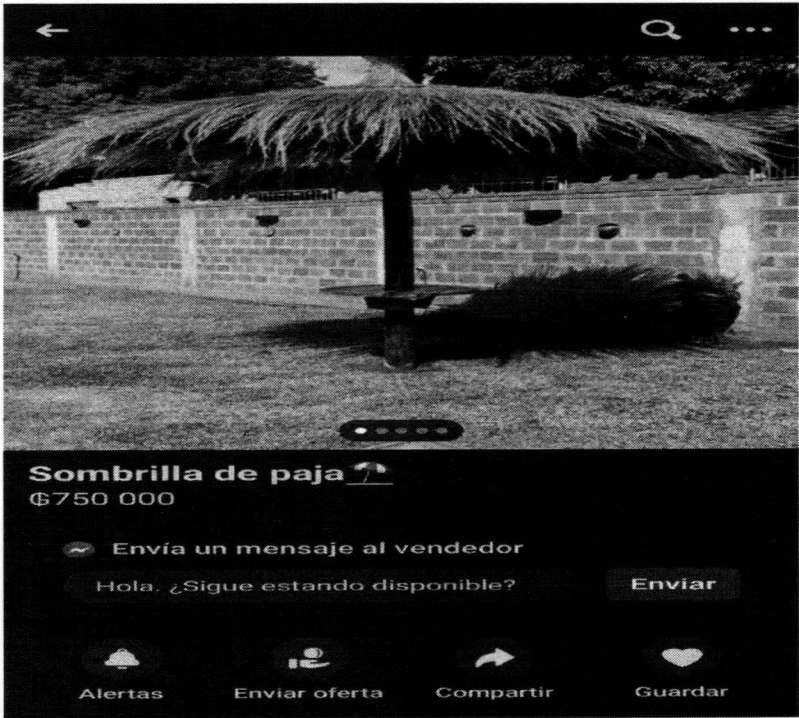 Sombrilla de paja⛱️
₲750 000
Envía un mensaje al vendedor
Hola. ¿Sigue estando disponible?
Enviar
Alertas
Enviar oferta
Compartir
Guardar